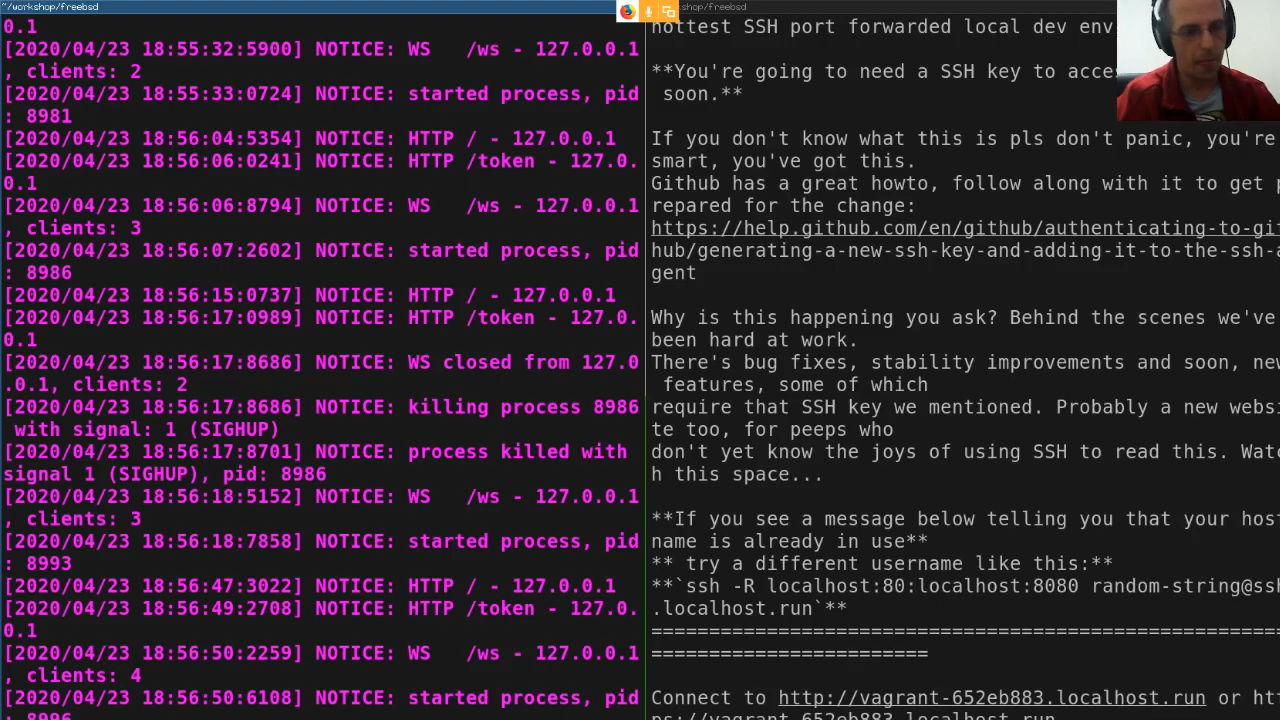 ~/workshop/freebsd
0.1
[2020/04/23 18:55:32:5900] NOTICE: WS   /ws - 127.0.0.1
, clients: 2
[2020/04/23 18:55:33:0724] NOTICE: started process, pid
: 8981
[2020/04/23 18:56:04:5354] NOTICE: HTTP / - 127.0.0.1
[2020/04/23 18:56:06:0241] NOTICE: HTTP /token - 127.0.
0.1
[2020/04/23 18:56:06:8794] NOTICE: WS   /ws - 127.0.0.1
, clients: 3
[2020/04/23 18:56:07:2602] NOTICE: started process, pid
: 8986
[2020/04/23 18:56:15:0737] NOTICE: HTTP / - 127.0.0.1
[2020/04/23 18:56:17:0989] NOTICE: HTTP /token - 127.0.
0.1
[2020/04/23 18:56:17:8686] NOTICE: WS closed from 127.0
.0.1, clients: 2
[2020/04/23 18:56:17:8686] NOTICE: killing process 8986
 with signal: 1 (SIGHUP)
[2020/04/23 18:56:17:8701] NOTICE: process killed with
signal 1 (SIGHUP), pid: 8986
[2020/04/23 18:56:18:5152] NOTICE: WS   /ws - 127.0.0.1
, clients: 3
[2020/04/23 18:56:18:7858] NOTICE: started process, pid
: 8993
[2020/04/23 18:56:47:3022] NOTICE: HTTP / - 127.0.0.1
[2020/04/23 18:56:49:2708] NOTICE: HTTP /token - 127.0.
0.1
[2020/04/23 18:56:50:2259] NOTICE: WS   /ws - 127.0.0.1
, clients: 4
[2020/04/23 18:56:50:6108] NOTICE: started process, pid
: 8996
shop/freebsd
hottest SSH port forwarded local dev env
**You're going to need a SSH key to acce
 soon.**
If you don't know what this is pls don't panic, you're
smart, you've got this.
Github has a great howto, follow along with it to get p
repared for the change:
https://help.github.com/en/github/authenticating-to-git
hub/generating-a-new-ssh-key-and-adding-it-to-the-ssh-a
gent
Why is this happening you ask? Behind the scenes we've
been hard at work.
There's bug fixes, stability improvements and soon, new
 features, some of which
require that SSH key we mentioned. Probably a new websi
te too, for peeps who
don't yet know the joys of using SSH to read this. Watc
h this space...
**If you see a message below telling you that your host
name is already in use**
** try a different username like this:**
**`ssh -R localhost:80:localhost:8080 random-string@ssh
.localhost.run`**
=======================================================
========================
Connect to http://vagrant-652eb883.localhost.run or htt
ps://vagrant-652eb883.localhost.run